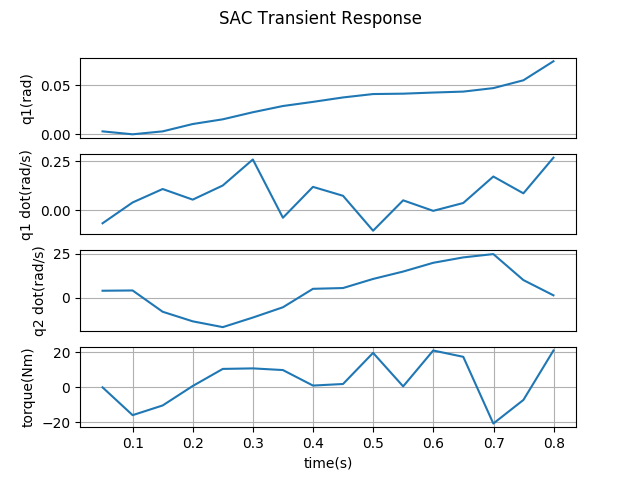 SAC Transient Response
q1(rad)
0.05
0.00
q1 dot(rad/s)
0.25
0.00
q2 dot(rad/s)
25
0
torque(Nm)
20
0
−20
0.1 0.2 0.3 0.4 0.5 0.6 0.7 0.8
time(s)